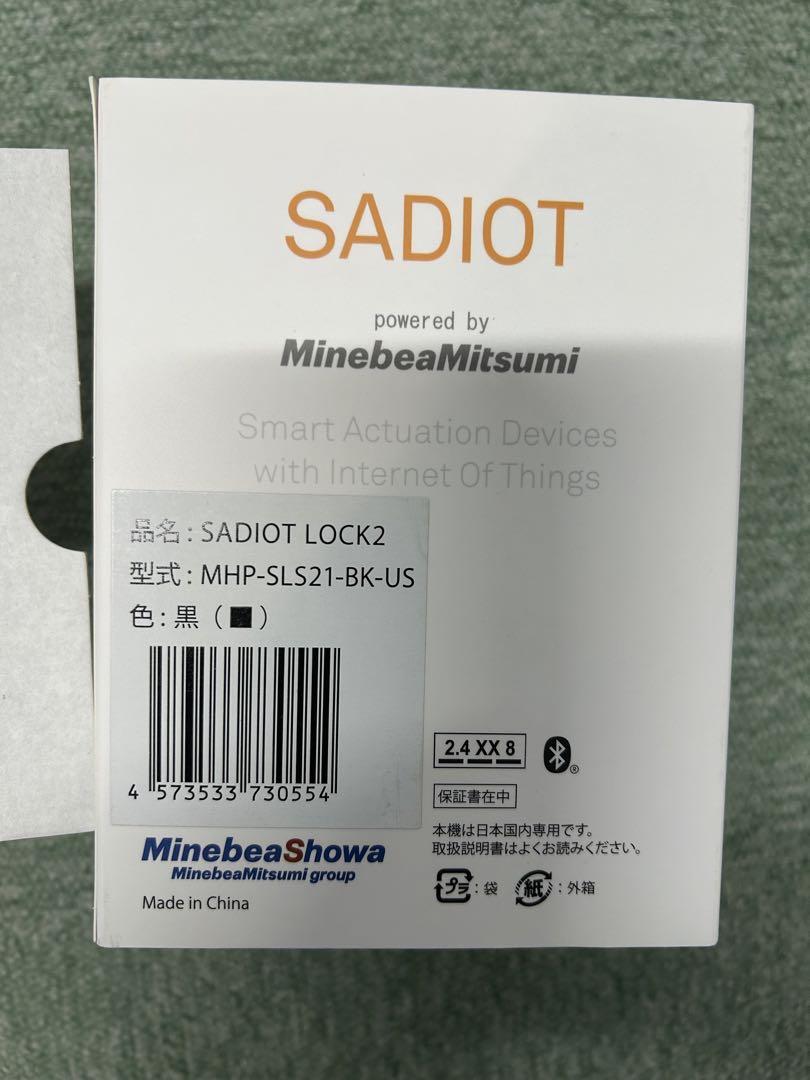 SADIOT
powered by
MinebeaMitsumi
Smart Actuation Devices
with Internet Of Things
品名 : SADIOT LOCK2
型式 : MHP-SLS21-BK-US
色 : 黒 ( ■ )
4 573533 730554
2.4 XX 8
®
保証書在中
本機は日本国内専用です。
取扱説明書はよくお読みください。
プラ : 袋 紙 : 外箱
MinebeaShowa
MinebeaMitsumi group
Made in China